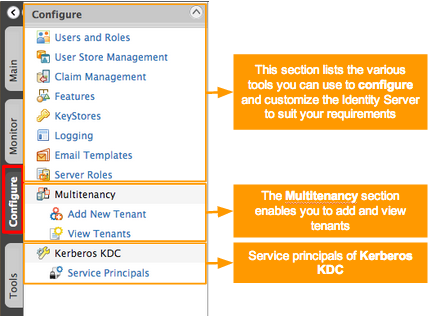 Configure
Users and Roles
User Store Management
Claim Management
Features
KeyStores
Logging
Email Templates
Server Roles
Multitenancy
Add New Tenant
View Tenants
Kerberos KDC
Service Principals
Main
Monitor
Configure
Tools
This section lists the various
tools you can use to configure
and customize the Identity Server
to suit your requirements
The Multitenancy section
enables you to add and view
tenants
Service principals of Kerberos
KDC